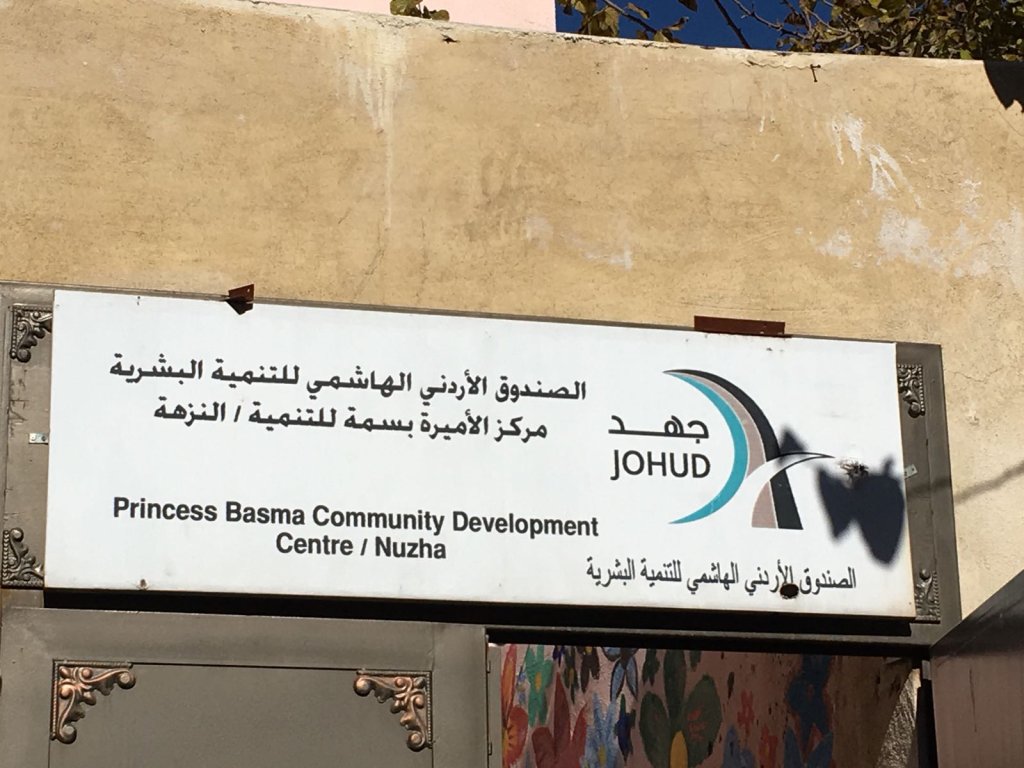 الصندوق الأردني الهاشمي للتنمية البشرية
مركز الأميرة بسمة للتنمية / النزهة
Princess Basma Community Development
Centre / Nuzha
جهد
JOHUD
الصندوق الأردني الهاشمي للتنمية البشرية